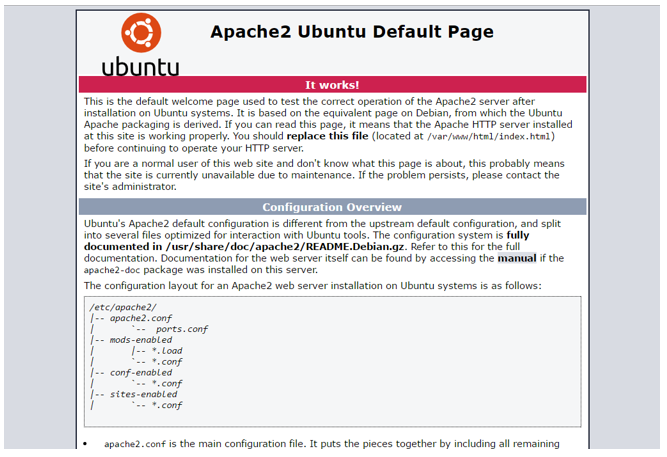 ubuntu
Apache2 Ubuntu Default Page
It works!
This is the default welcome page used to test the correct operation of the Apache2 server after
installation on Ubuntu systems. It is based on the equivalent page on Debian, from which the Ubuntu
Apache packaging is derived. If you can read this page, it means that the Apache HTTP server installed
at this site is working properly. You should replace this file (located at /var/www/html/index.html)
before continuing to operate your HTTP server.
If you are a normal user of this web site and don't know what this page is about, this probably means
that the site is currently unavailable due to maintenance. If the problem persists, please contact the
site's administrator.
Configuration Overview
Ubuntu's Apache2 default configuration is different from the upstream default configuration, and split
into several files optimized for interaction with Ubuntu tools. The configuration system is fully
documented in /usr/share/doc/apache2/README.Debian.gz. Refer to this for the full
documentation. Documentation for the web server itself can be found by accessing the manual if the
apache2-doc package was installed on this server.
The configuration layout for an Apache2 web server installation on Ubuntu systems is as follows:
/etc/apache2/
|-- apache2.conf
|       `--  ports.conf
|-- mods-enabled
|       |-- *.load
|       `-- *.conf
|-- conf-enabled
|       `-- *.conf
|-- sites-enabled
|       `-- *.conf
• apache2.conf is the main configuration file. It puts the pieces together by including all remaining